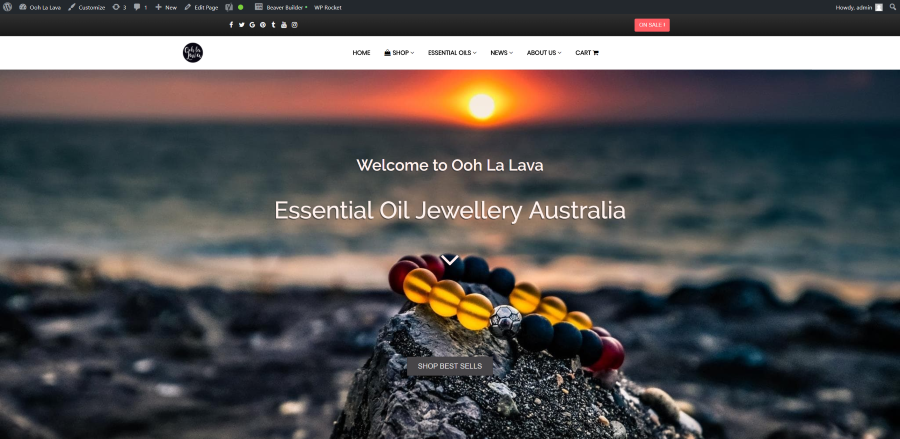 Ooh La Lava Customize 3 1 New Edit Page Beaver Builder WP Rocket Howdy, admin
ON SALE !
Ooh la Lava HOME SHOP ESSENTIAL OILS NEWS ABOUT US CART
Welcome to Ooh La Lava
Essential Oil Jewellery Australia
SHOP BEST SELLS